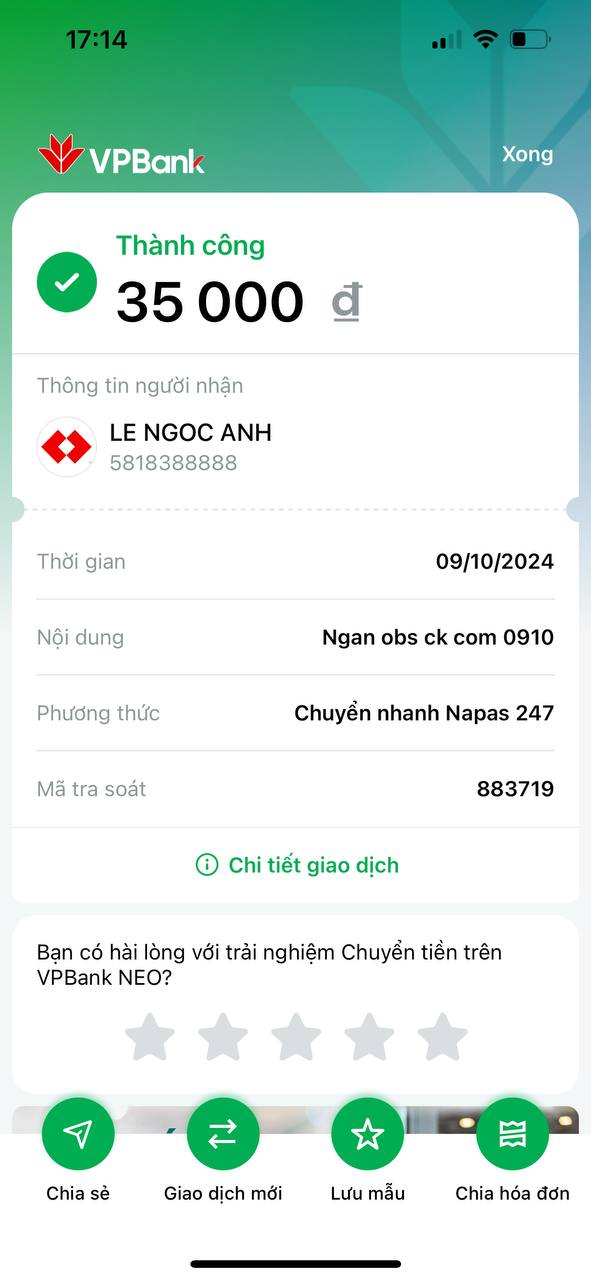 17:14
VPBank
Xong
Thành công
35 000 đ
Thông tin người nhận
LE NGOC ANH
5818388888
Thời gian
09/10/2024
Nội dung
Ngan obs ck com 0910
Phương thức
Chuyển nhanh Napas 247
Mã tra soát
883719
Chi tiết giao dịch
Bạn có hài lòng với trải nghiệm Chuyển tiền trên
VPBank NEO?
Chia sẻ
Giao dịch mới
Lưu mẫu
Chia hóa đơn